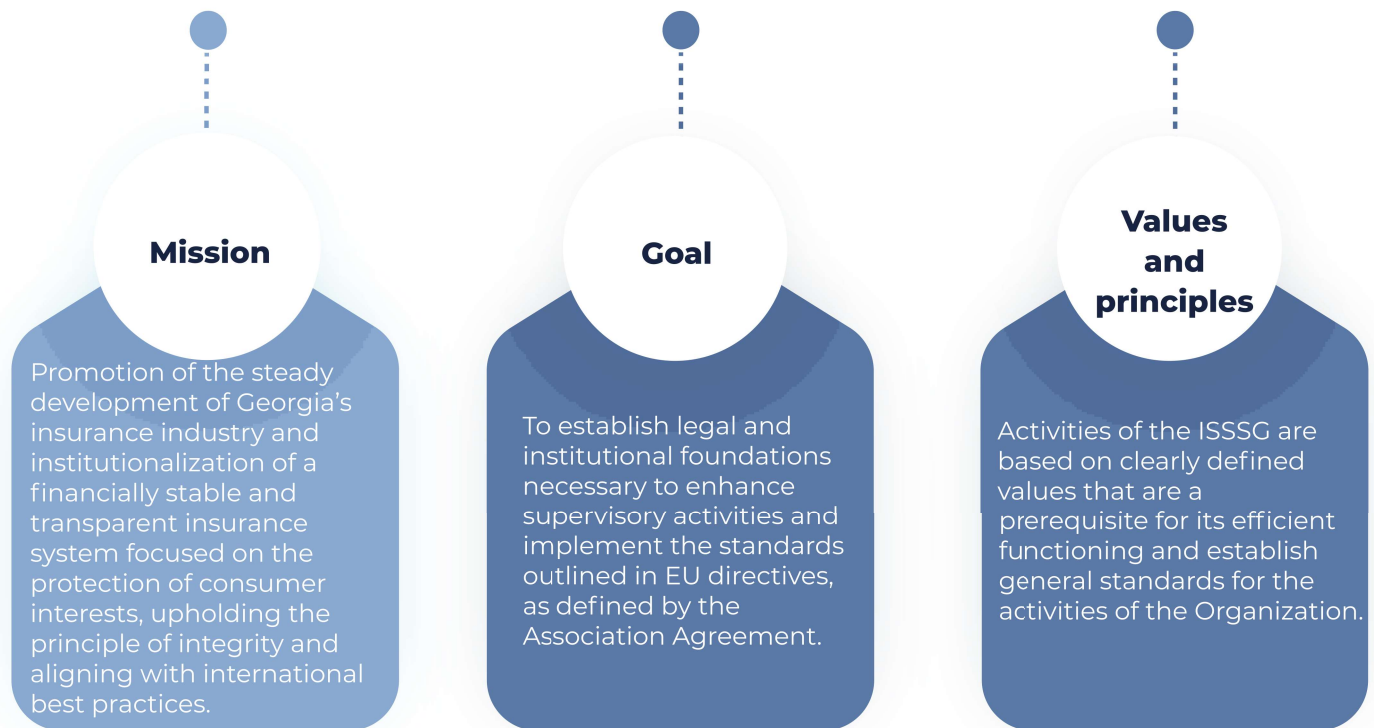 Mission
Promotion of the steady
development of Georgia’s
insurance industry and
institutionalization of a
financially stable and
transparent insurance
system focused on the
protection of consumer
interests, upholding the
principle of integrity and
aligning with international
best practices.
Goal
To establish legal and
institutional foundations
necessary to enhance
supervisory activities and
implement the standards
outlined in EU directives,
as defined by the
Association Agreement.
Values
and
principles
Activities of the ISSSG are
based on clearly defined
values that are a
prerequisite for its efficient
functioning and establish
general standards for the
activities of the Organization.